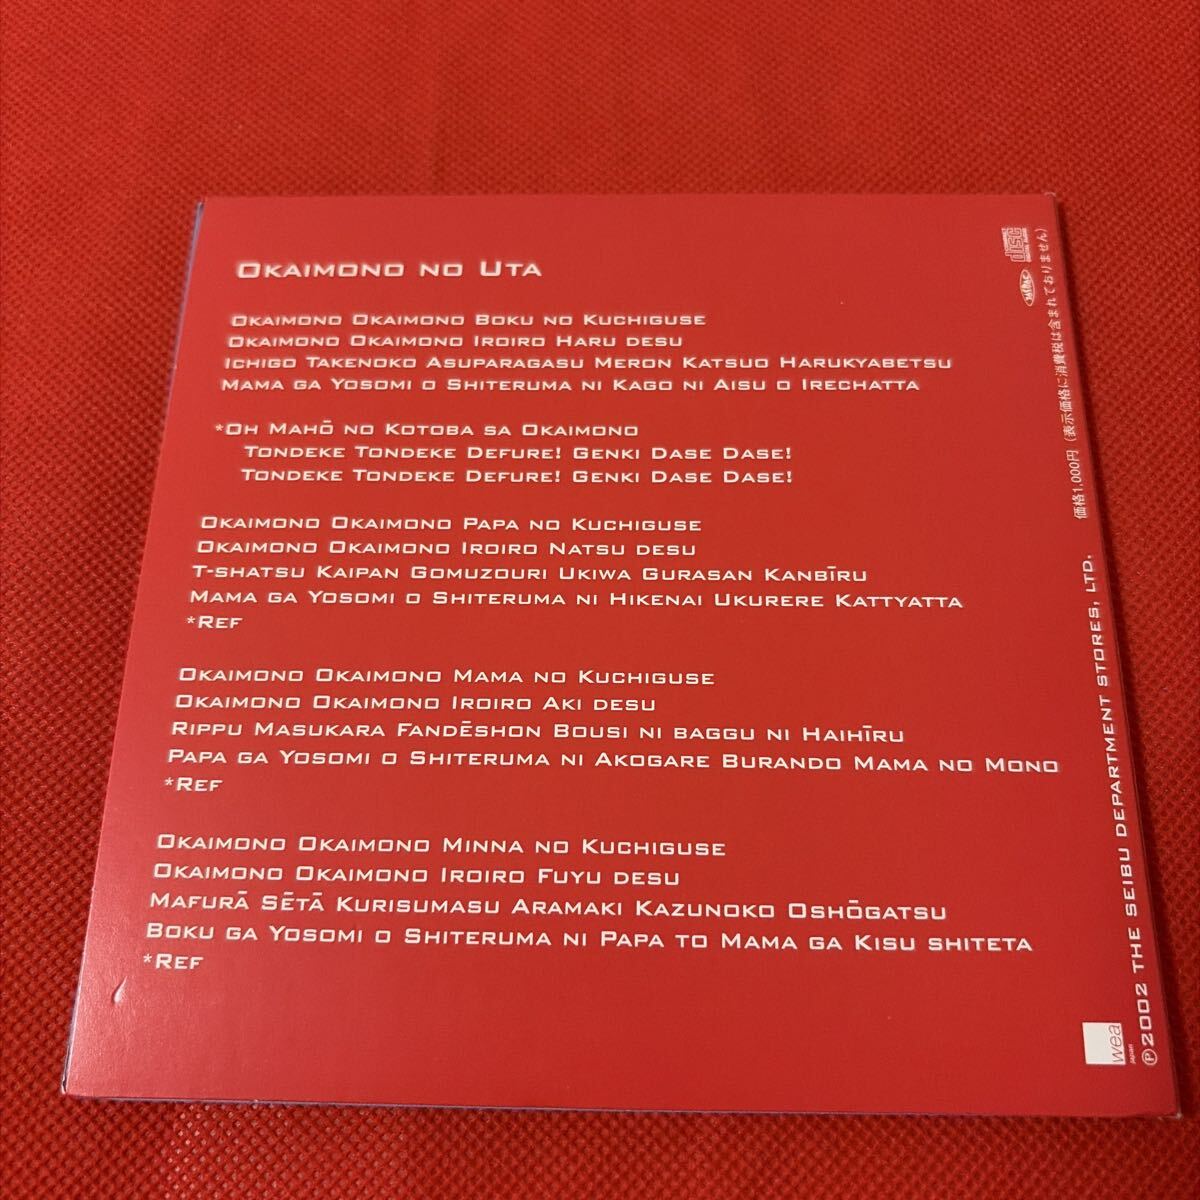 OKAIMONO NO UTA
OKAIMONO OKAIMONO BOKU NO KUCHIGUSE
OKAIMONO OKAIMONO IROIRO HARU DESU
ICHIGO TAKENOKO ASUPARAGASU MERON KATSUO HARUKYABETSU
MAMA GA YOSOMI O SHITERUMA NI KAGO NI AISU O IRECHATTA
*OH MAHŌ NO KOTOBA SA OKAIMONO
TONDEKE TONDEKE DEFURE! GENKI DASE DASE!
TONDEKE TONDEKE DEFURE! GENKI DASE DASE!
OKAIMONO OKAIMONO PAPA NO KUCHIGUSE
OKAIMONO OKAIMONO IROIRO NATSU DESU
T-SHATSU KAIPAN GOMUZOURI UKIWA GURASAN KANBĪRU
MAMA GA YOSOMI O SHITERUMA NI HIKENAI UKURERE KATTYATTA
*REF
OKAIMONO OKAIMONO MAMA NO KUCHIGUSE
OKAIMONO OKAIMONO IROIRO AKI DESU
RIPPU MASUKARA FANDĒSHON BOUSI NI BAGGU NI HAIHĪRU
PAPA GA YOSOMI O SHITERUMA NI AKOGARE BURANDO MAMA NO MONO
*REF
OKAIMONO OKAIMONO MINNA NO KUCHIGUSE
OKAIMONO OKAIMONO IROIRO FUYU DESU
MAFURĀ SĒTĀ KURISUMASU ARAMAKI KAZUNOKO OSHŌGATSU
BOKU GA YOSOMI O SHITERUMA NI PAPA TO MAMA GA KISU SHITETA
*REF
COMPACT
disc
DIGITAL AUDIO
JASRAC
価格1,000円（表示価格に消費税は含まれておりません）
wea
Japan
Ⓟ2002 THE SEIBU DEPARTMENT STORES, LTD.